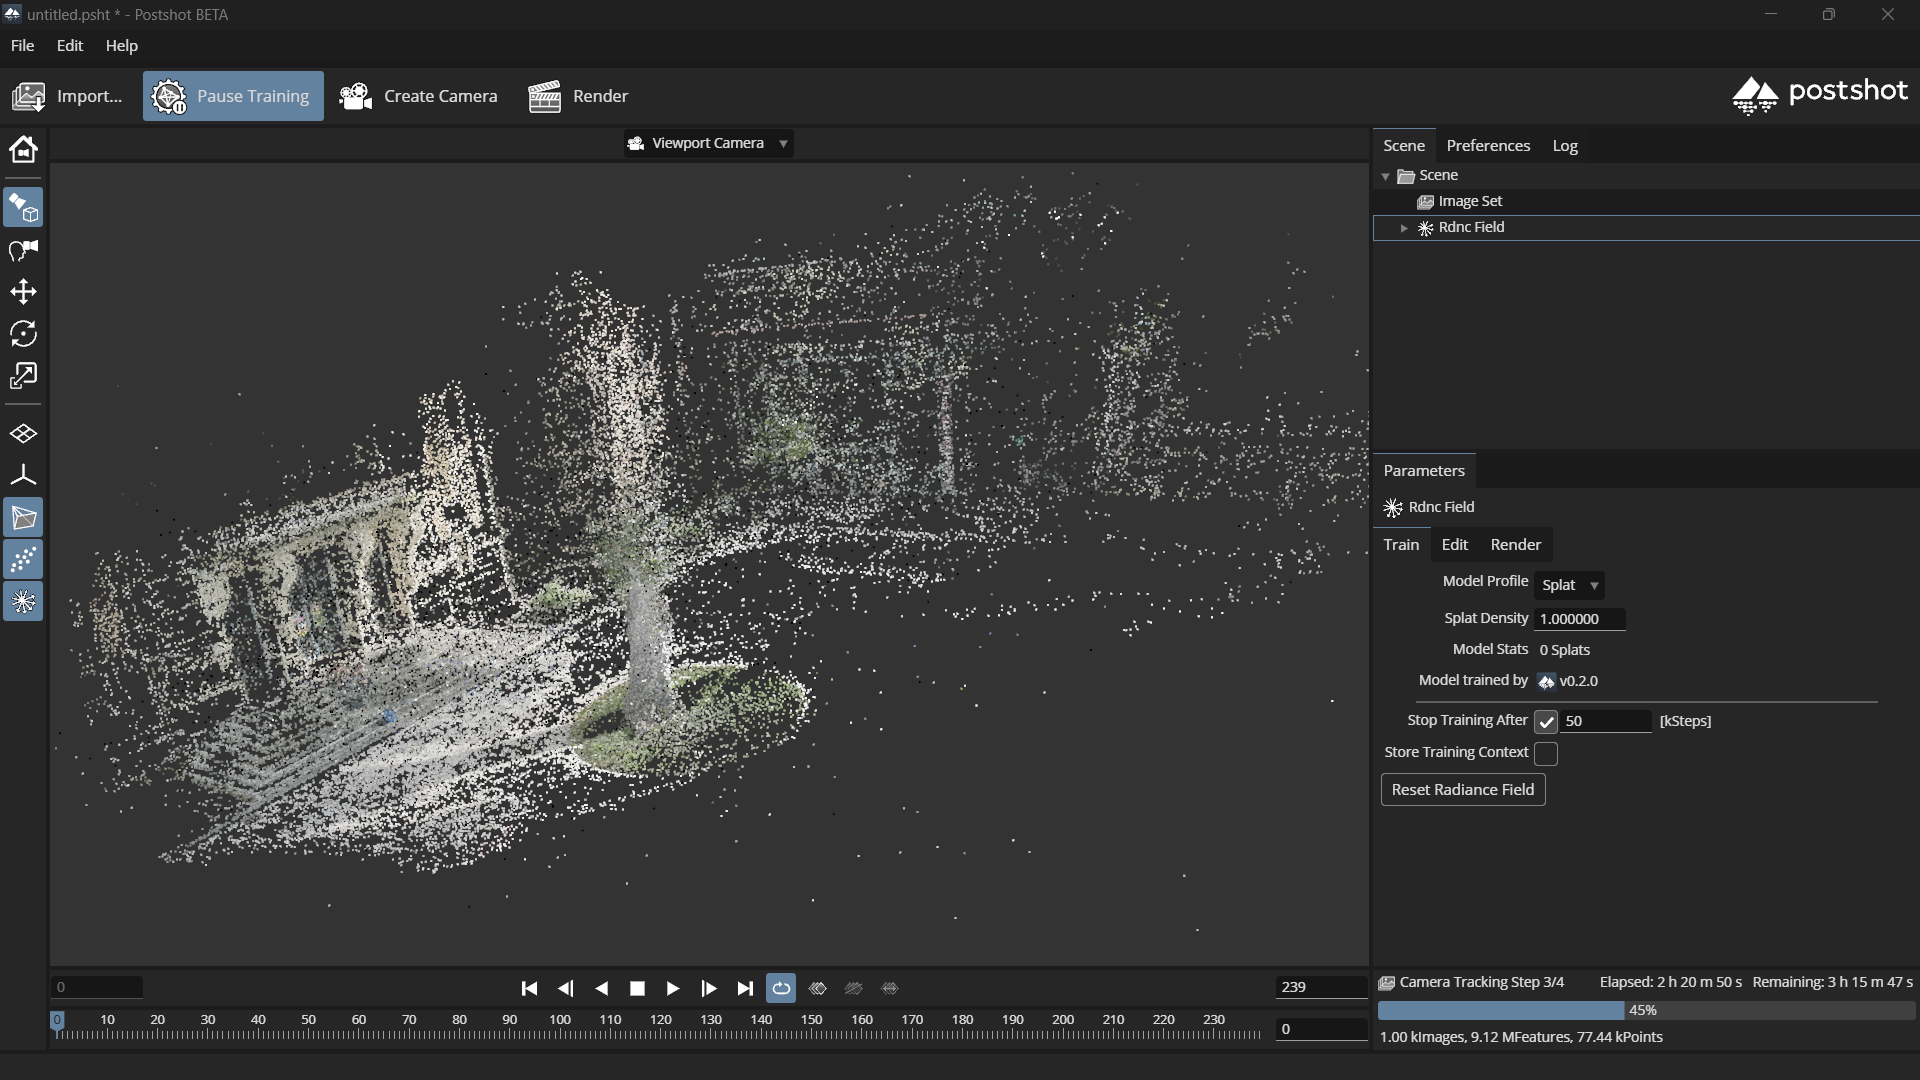 untitled.psht * - Postshot BETA
File Edit Help
Import... Pause Training Create Camera Render
postshot
Viewport Camera
Scene Preferences Log
Scene
Image Set
Rdnc Field
Parameters
Rdnc Field
Train Edit Render
Model Profile Splat
Splat Density 1.000000
Model Stats 0 Splats
Model trained by v0.2.0
Stop Training After 50 [kSteps]
Store Training Context
Reset Radiance Field
0
239
0 10 20 30 40 50 60 70 80 90 100 110 120 130 140 150 160 170 180 190 200 210 220 230
0
Camera Tracking Step 3/4 Elapsed: 2 h 20 m 50 s Remaining: 3 h 15 m 47 s
45%
1.00 kImages, 9.12 MFeatures, 77.44 kPoints